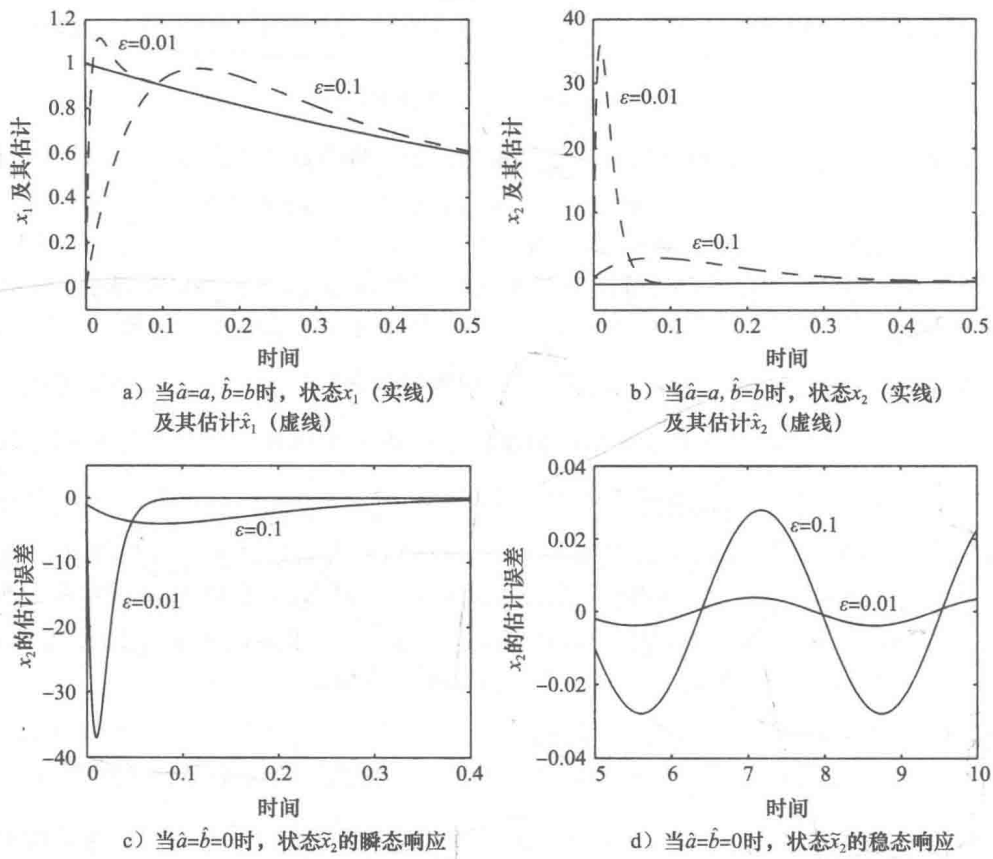 1.2
1
0.8
0.6
0.4
0.2
0
ε=0.01
ε=0.1
x₁及其估计
0 0.1 0.2 0.3 0.4 0.5
时间
a）当â=a, b̂=b时，状态x₁（实线）
及其估计x̂₁（虚线）
40
30
20
10
0
ε=0.01
ε=0.1
x₂及其估计
0 0.1 0.2 0.3 0.4 0.5
时间
b）当â=a, b̂=b时，状态x₂（实线）
及其估计x̂₂（虚线）
0
−10
−20
−30
−40
ε=0.1
ε=0.01
x₂的估计误差
0 0.1 0.2 0.3 0.4
时间
c）当â=b̂=0时，状态x̃₂的瞬态响应
0.04
0.02
0
−0.02
−0.04
ε=0.1
ε=0.01
x₂的估计误差
5 6 7 8 9 10
时间
d）当â=b̂=0时，状态x̃₂的稳态响应